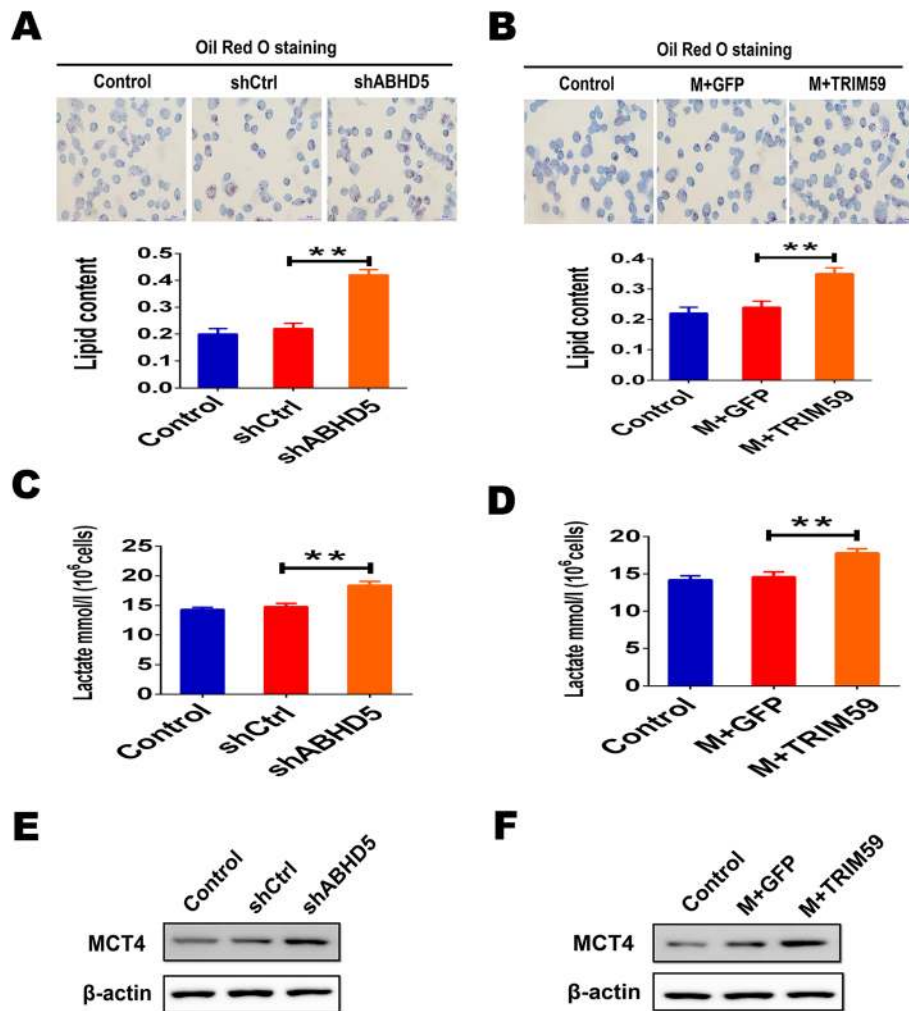 A
Oil Red O staining
Control shCtrl shABHD5
Lipid content
0.5
0.4
0.3
0.2
0.1
0.0
**
Control shCtrl shABHD5
B
Oil Red O staining
Control M+GFP M+TRIM59
Lipid content
0.4
0.3
0.2
0.1
0.0
**
Control M+GFP M+TRIM59
C
Lactate mmol/l (10⁶cells)
25
20
15
10
5
0
**
Control shCtrl shABHD5
D
Lactate mmol/l (10⁶cells)
20
15
10
5
0
**
Control M+GFP M+TRIM59
E
Control shCtrl shABHD5
MCT4
β-actin
F
Control M+GFP M+TRIM59
MCT4
β-actin